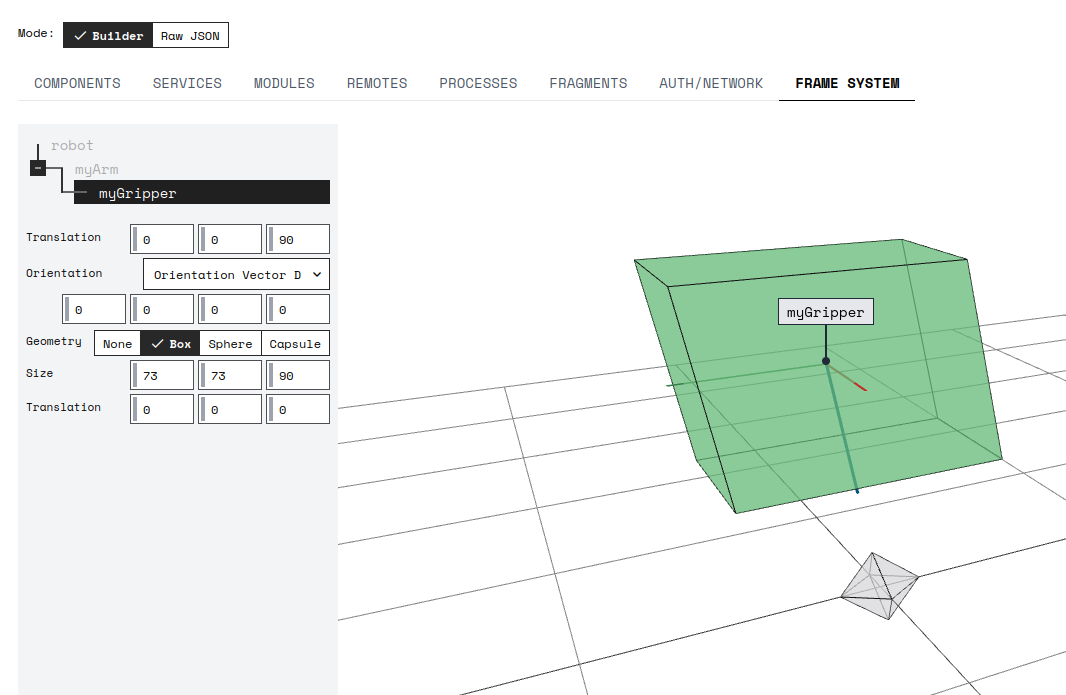 Mode: Builder Raw JSON
COMPONENTS SERVICES MODULES REMOTES PROCESSES FRAGMENTS AUTH/NETWORK FRAME SYSTEM
robot
myArm
myGripper
Translation 0 0 90
Orientation Orientation Vector D
0 0 0 0
Geometry None Box Sphere Capsule
Size 73 73 90
Translation 0 0 0
myGripper